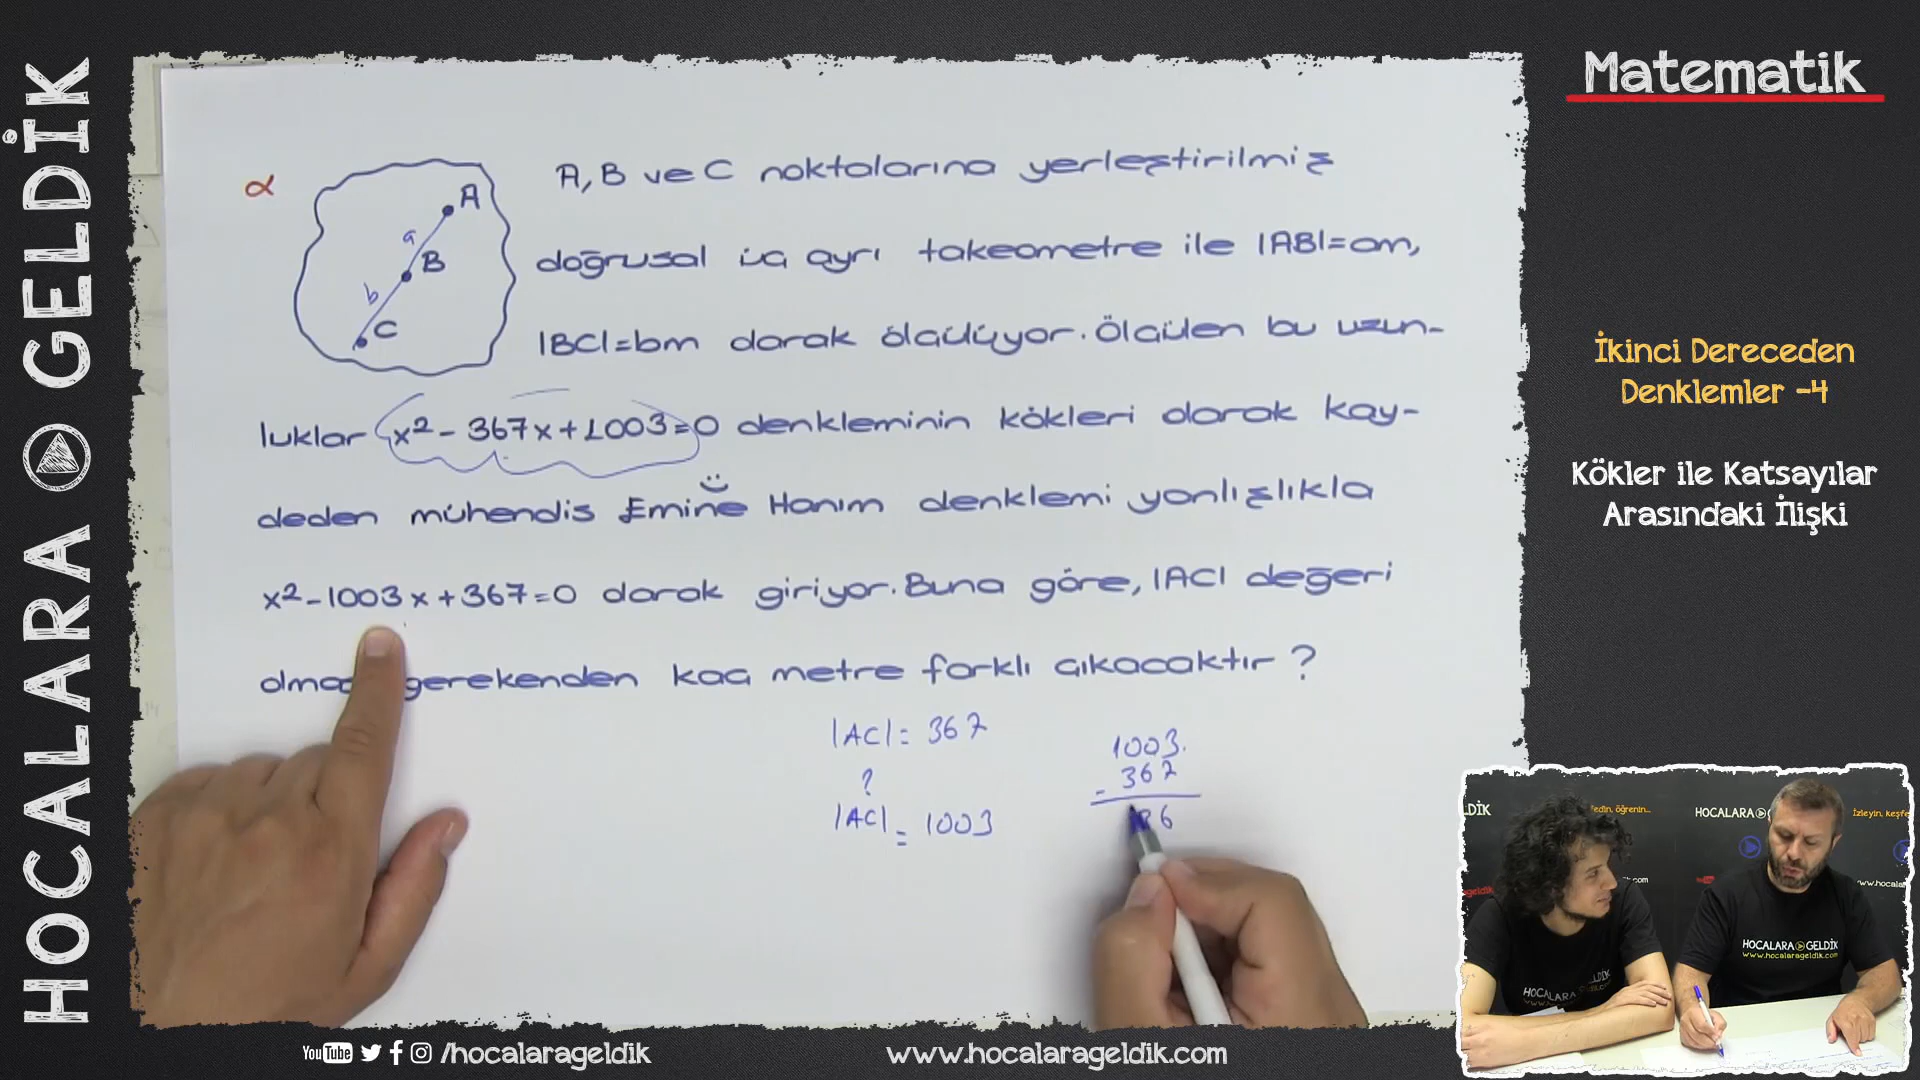 HOCALARA GELDİK
Matematik
İkinci Dereceden
Denklemler -4
Kökler ile Katsayılar
Arasındaki İlişki
α
A
a
B
b
C
A, B ve C noktalarına yerleştirilmiş
doğrusal üç ayrı takeometre ile |AB|=am,
|BC|=bm olarak ölçülüyor. Ölçülen bu uzun-
luklar x²-367x+1003=0 denkleminin kökleri olarak kay-
deden mühendis Emine Hanım denklemi yanlışlıkla
x²-1003x+367=0 olarak giriyor. Buna göre, |AC| değeri
gerekenden kaç metre farklı çıkacaktır?
|AC| = 367
?
|AC| = 1003
1003.
- 367
36
HOCALARA GELDİK
www.hocalarageldik.com
HOCALARA
YouTube /hocalarageldik
www.hocalarageldik.com